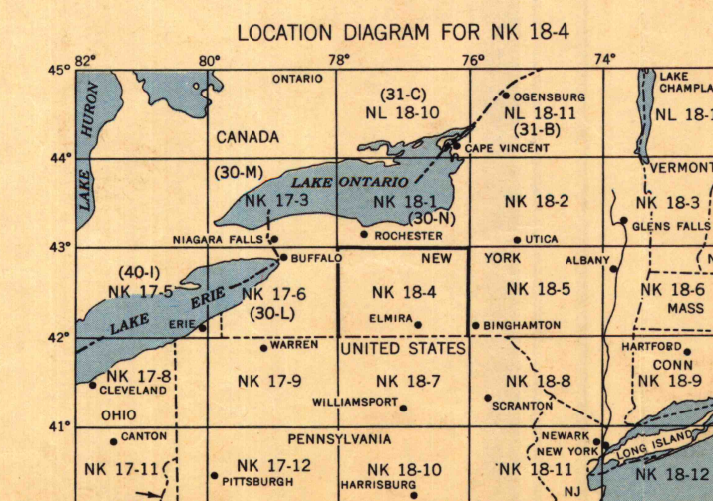 LOCATION DIAGRAM FOR NK 18-4
82° 80° 78° 76° 74°
45°
ONTARIO
LAKE
CHAMPLA
LAKE HURON
(31-C)
NL 18-10
OGENSBURG
NL 18-11
(31-B)
NL 18-1
CANADA
CAPE VINCENT
44°
(30-M)
LAKE ONTARIO
VERMONT
NK 17-3
NK 18-1
(30-N)
NK 18-2
NK 18-3
GLENS FALLS
NIAGARA FALLS
ROCHESTER
UTICA
43°
BUFFALO
NEW YORK
ALBANY
(40-I)
NK 17-5
NK 17-6
(30-L)
NK 18-4
NK 18-5
NK 18-6
MASS
LAKE ERIE
ERIE
ELMIRA
BINGHAMTON
42°
WARREN
UNITED STATES
HARTFORD
CONN
NK 17-8
CLEVELAND
NK 17-9
NK 18-7
NK 18-8
NK 18-9
WILLIAMSPORT
SCRANTON
OHIO
41°
CANTON
PENNSYLVANIA
NEWARK
NEW YORK
LONG ISLAND
NK 17-11
NK 17-12
PITTSBURGH
NK 18-10
HARRISBURG
NK 18-11
NJ
NK 18-12